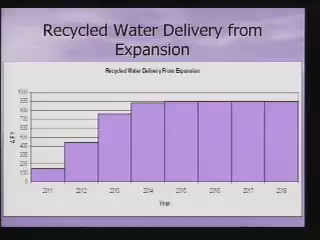 Recycled Water Delivery from
Expansion
Recycled Water Delivery From Expansion
1000
900
800
700
600
500
400
300
200
100
0
AFY
2011 2012 2013 2014 2015 2016 2017 2018
Year